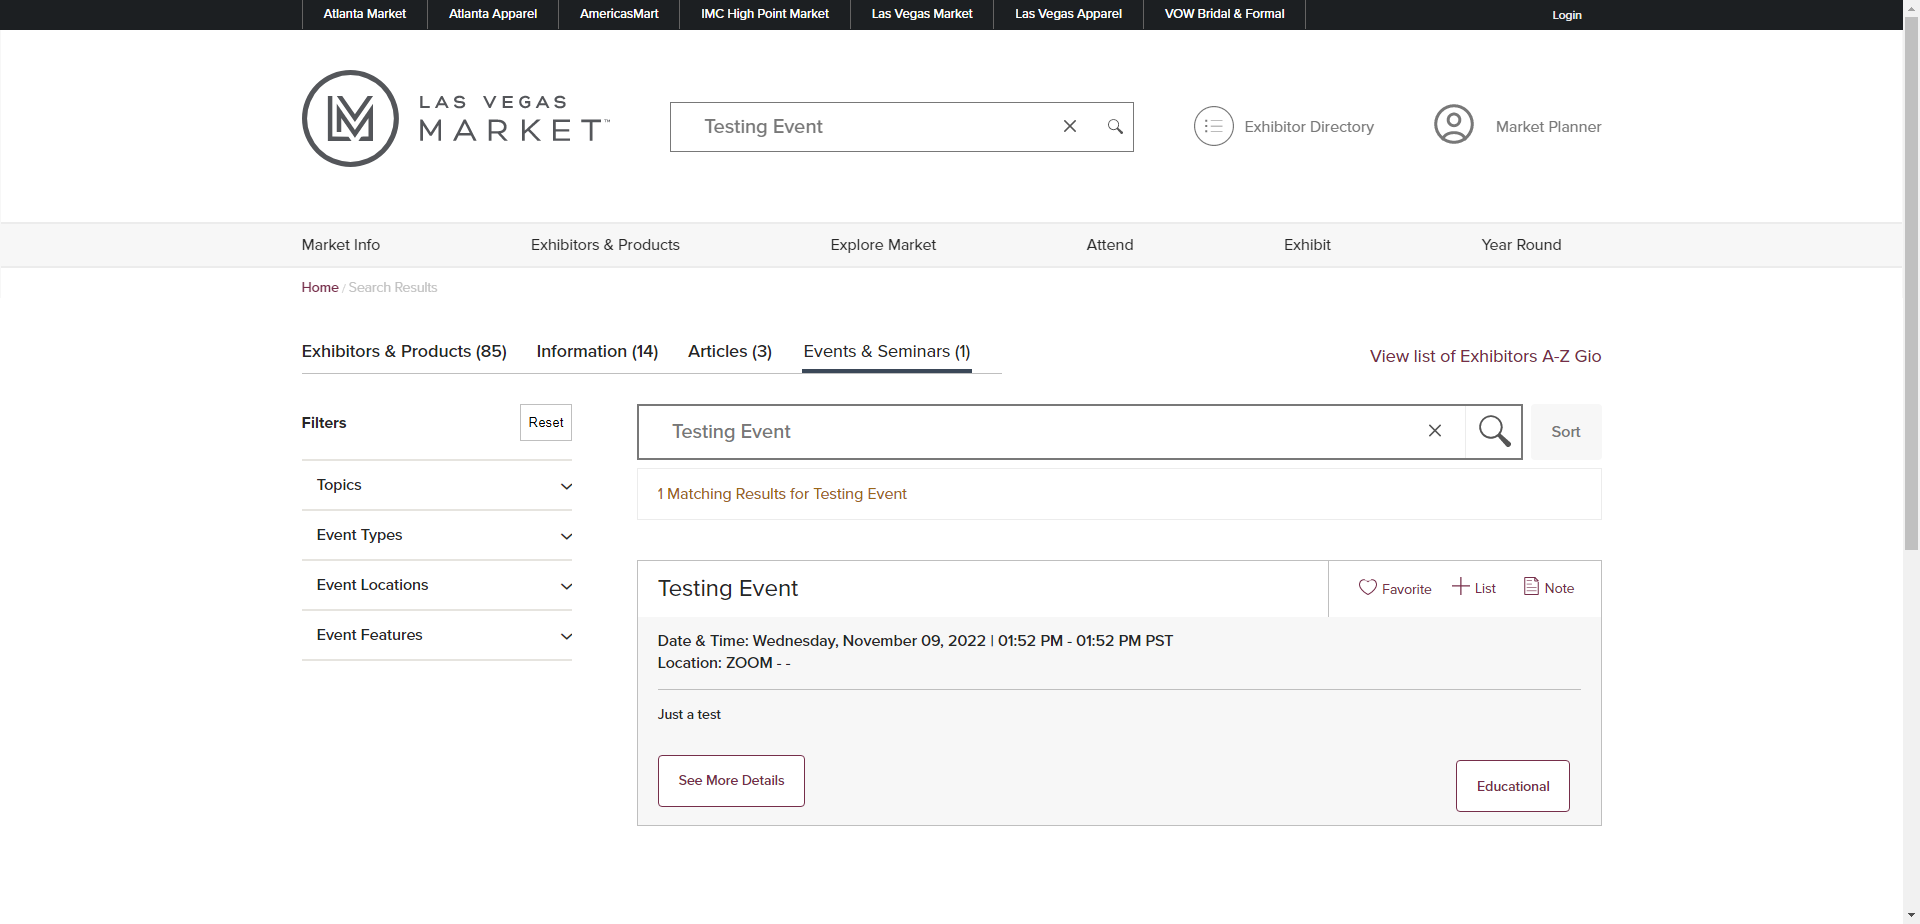 Atlanta Market Atlanta Apparel AmericasMart IMC High Point Market Las Vegas Market Las Vegas Apparel VOW Bridal & Formal Login
LAS VEGAS
MARKET™
Testing Event
Exhibitor Directory
Market Planner
Market Info Exhibitors & Products Explore Market Attend Exhibit Year Round
Home / Search Results
Exhibitors & Products (85) Information (14) Articles (3) Events & Seminars (1)
View list of Exhibitors A-Z Gio
Filters
Reset
Topics
Event Types
Event Locations
Event Features
Testing Event
Sort
1 Matching Results for Testing Event
Testing Event
Favorite List Note
Date & Time: Wednesday, November 09, 2022 | 01:52 PM - 01:52 PM PST
Location: ZOOM - -
Just a test
See More Details
Educational